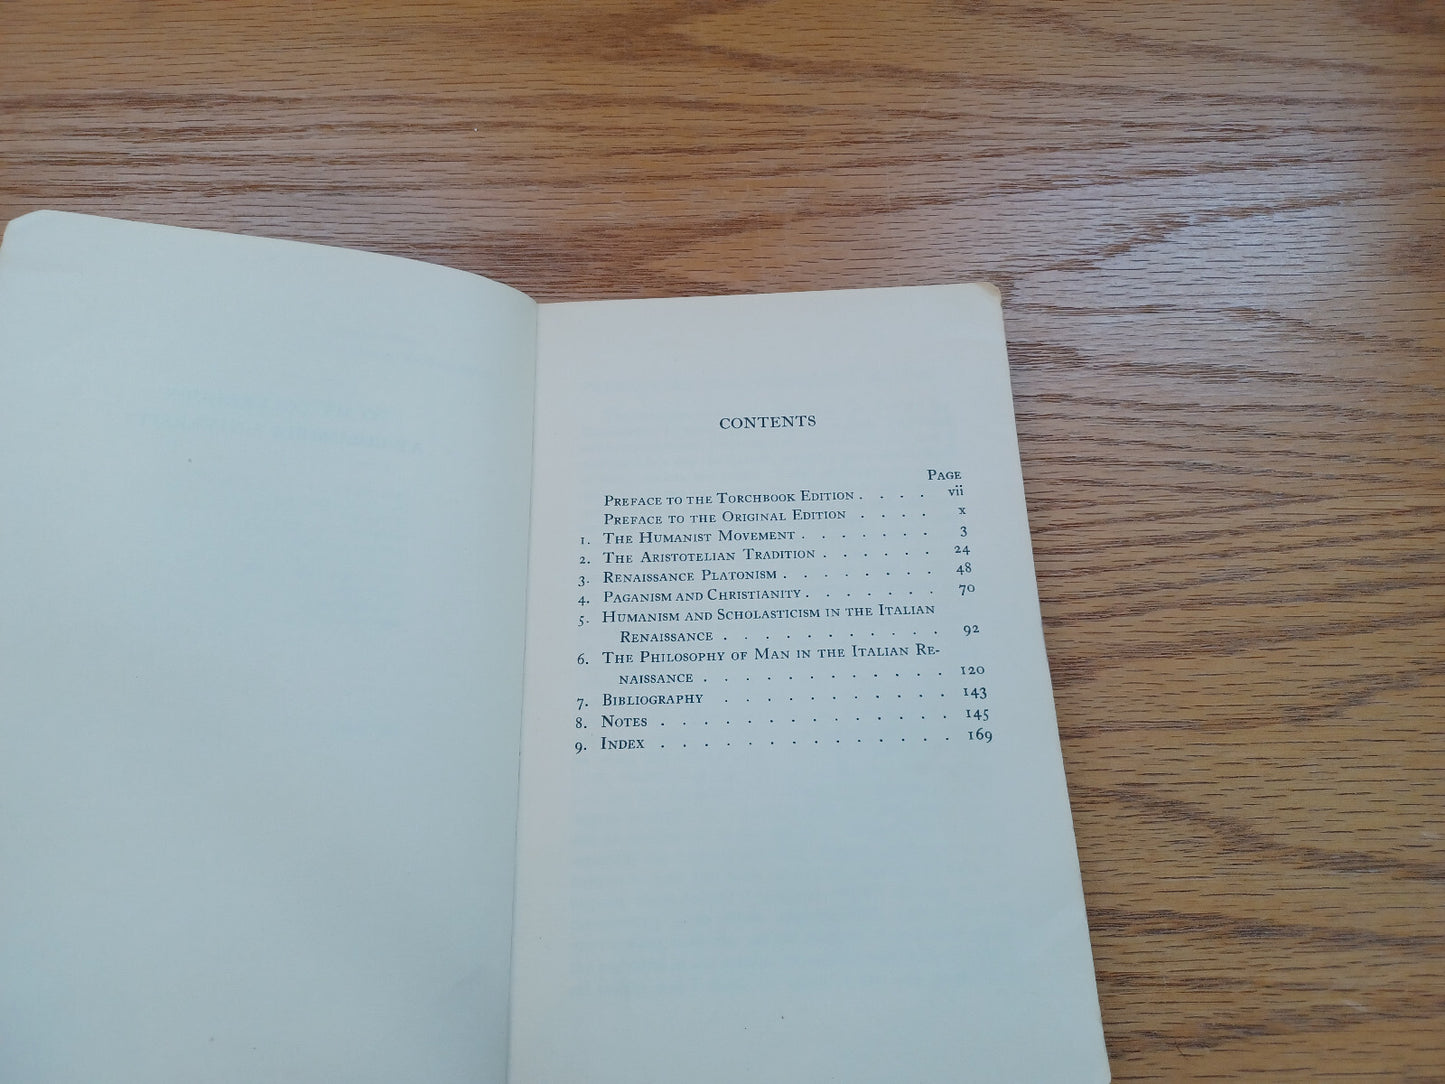 CONTENTS
PAGE
PREFACE TO THE TORCHBOOK EDITION . . . . vii
PREFACE TO THE ORIGINAL EDITION . . . . x
1. THE HUMANIST MOVEMENT . . . . . . . 3
2. THE ARISTOTELIAN TRADITION . . . . . . 24
3. RENAISSANCE PLATONISM . . . . . . . . 48
4. PAGANISM AND CHRISTIANITY . . . . . . . 70
5. HUMANISM AND SCHOLASTICISM IN THE ITALIAN
RENAISSANCE . . . . . . . . . . . 92
6. THE PHILOSOPHY OF MAN IN THE ITALIAN RE-
NAISSANCE . . . . . . . . . . . . 120
7. BIBLIOGRAPHY . . . . . . . . . . . 143
8. NOTES . . . . . . . . . . . . . . 145
9. INDEX . . . . . . . . . . . . . . 169